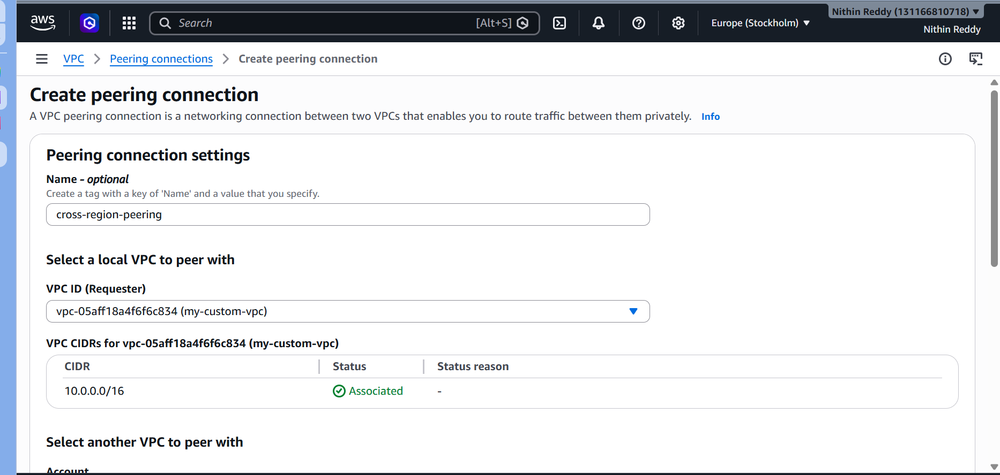 aws
Search [Alt+S]
Europe (Stockholm)
Nithin Reddy (131166810718)
Nithin Reddy
VPC > Peering connections > Create peering connection
Create peering connection
A VPC peering connection is a networking connection between two VPCs that enables you to route traffic between them privately. Info
Peering connection settings
Name - optional
Create a tag with a key of 'Name' and a value that you specify.
cross-region-peering
Select a local VPC to peer with
VPC ID (Requester)
vpc-05aff18a4f6f6c834 (my-custom-vpc)
VPC CIDRs for vpc-05aff18a4f6f6c834 (my-custom-vpc)
CIDR Status Status reason
10.0.0.0/16 Associated -
Select another VPC to peer with
Account